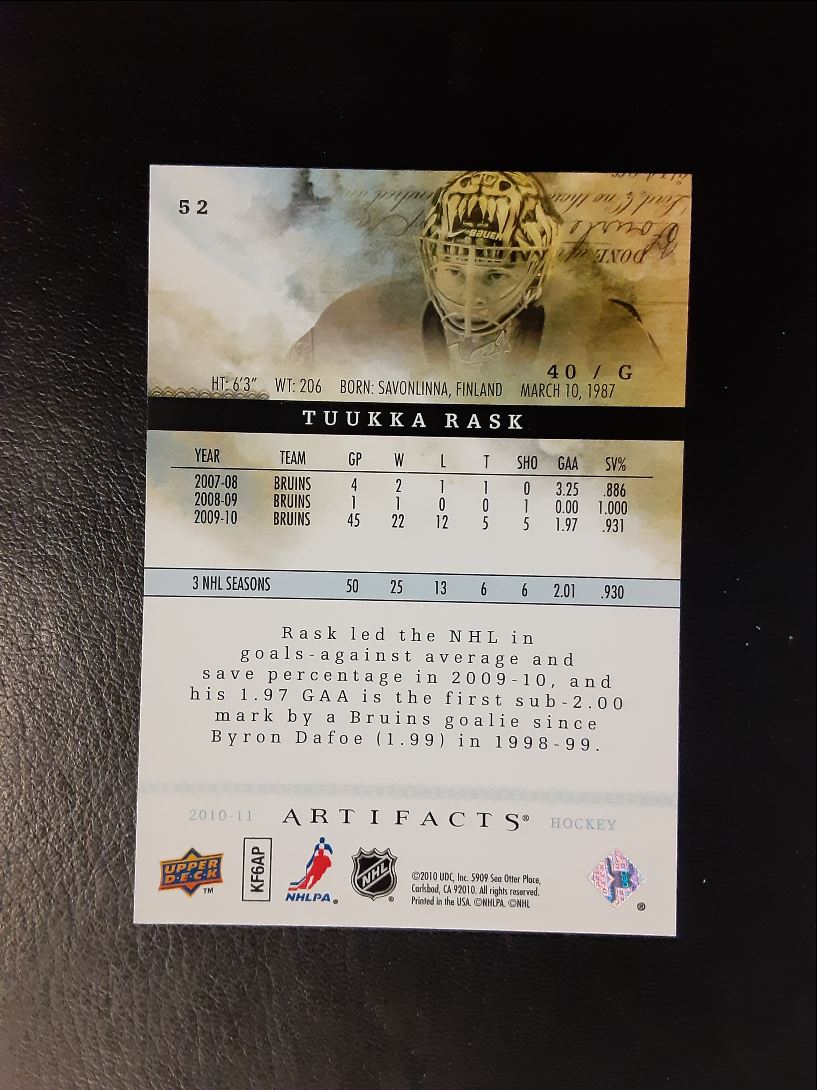 52
BAUER
DONE
40 / G
HT: 6'3" WT: 206 BORN: SAVONLINNA, FINLAND MARCH 10, 1987
TUUKKA RASK
YEAR TEAM GP W L T SHO GAA SV%
2007-08 BRUINS 4 2 1 1 0 3.25 .886
2008-09 BRUINS 1 1 0 0 1 0.00 1.000
2009-10 BRUINS 45 22 12 5 5 1.97 .931
3 NHL SEASONS 50 25 13 6 6 2.01 .930
Rask led the NHL in
goals-against average and
save percentage in 2009-10, and
his 1.97 GAA is the first sub-2.00
mark by a Bruins goalie since
Byron Dafoe (1.99) in 1998-99.
2010-11 ARTIFACTS® HOCKEY
UPPER
DECK
™
KF6AP
NHLPA®
NHL®
©2010 UDC, Inc. 5909 Sea Otter Place,
Carlsbad, CA 92010. All rights reserved.
Printed in the USA. ©NHLPA. ©NHL
®